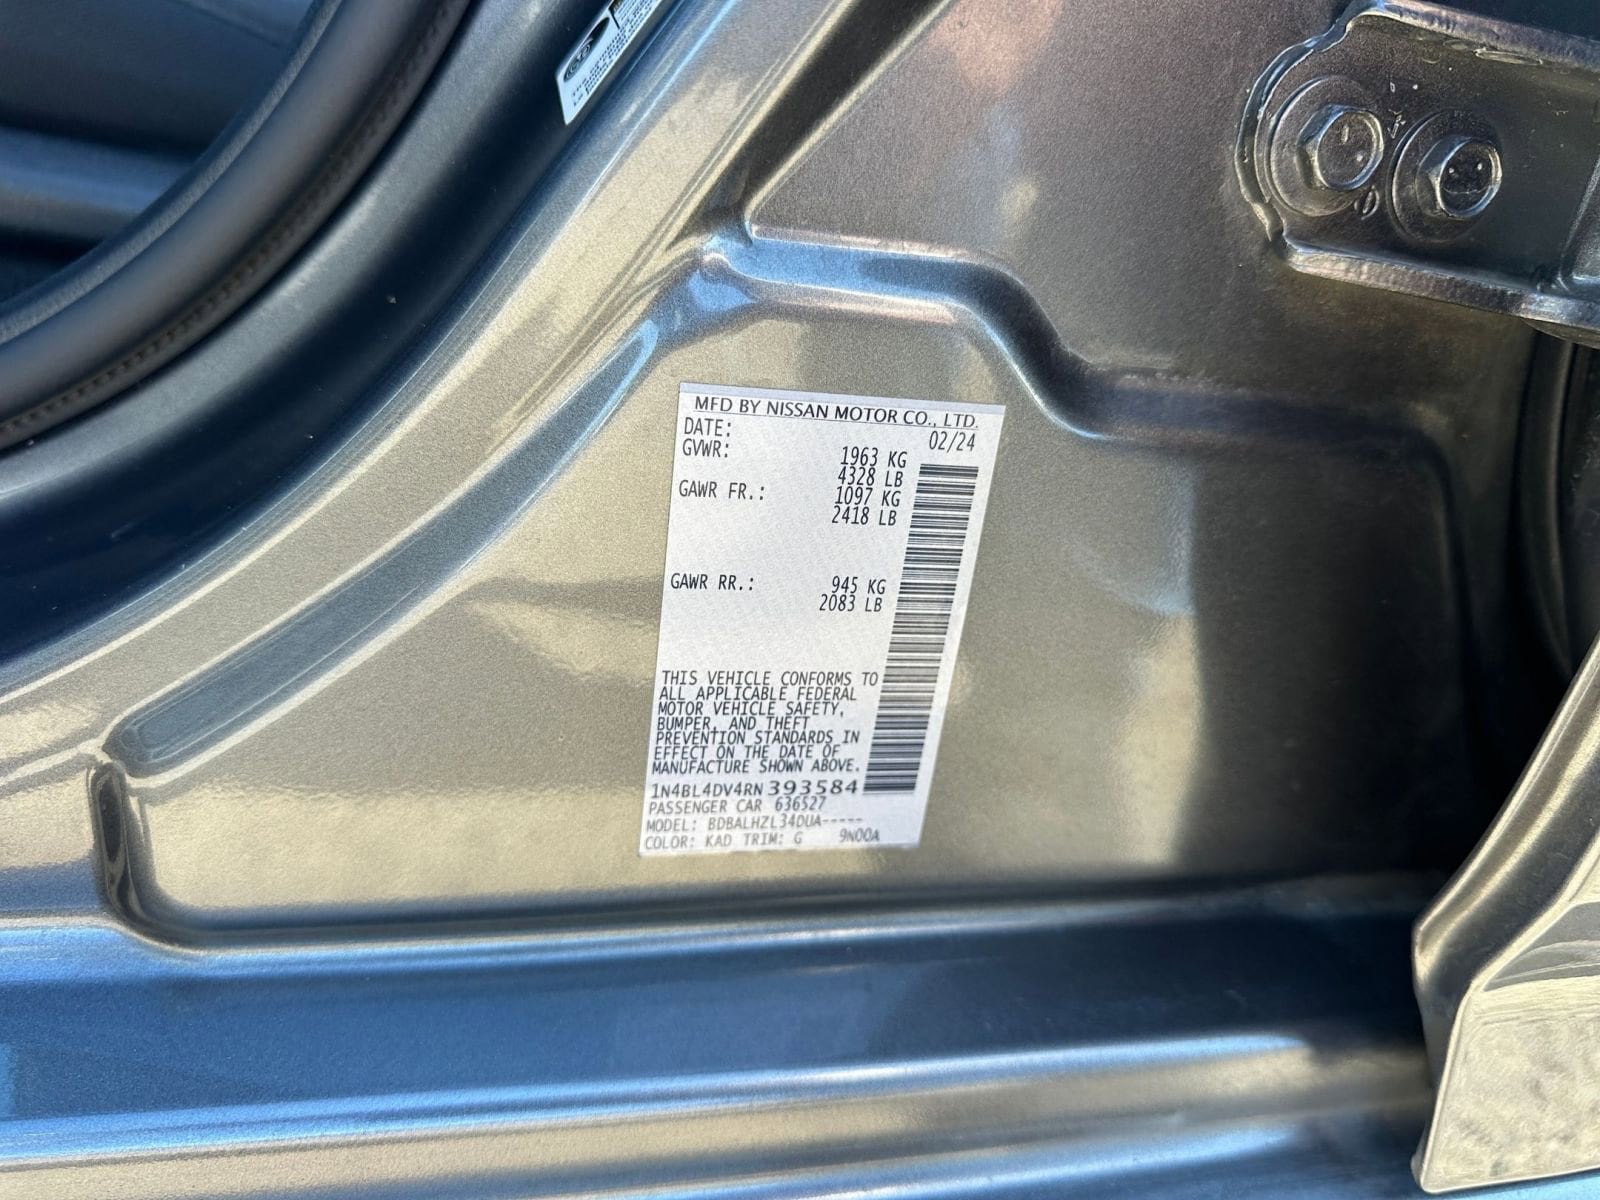 MFD BY NISSAN MOTOR CO., LTD.
DATE: 02/24
GVWR: 1963 KG
4328 LB
GAWR FR.: 1097 KG
2418 LB
GAWR RR.: 945 KG
2083 LB
THIS VEHICLE CONFORMS TO
ALL APPLICABLE FEDERAL
MOTOR VEHICLE SAFETY,
BUMPER, AND THEFT
PREVENTION STANDARDS IN
EFFECT ON THE DATE OF
MANUFACTURE SHOWN ABOVE.
1N4BL4DV4RN393584
PASSENGER CAR 636527
MODEL: BDBALHZL34DUA-----
COLOR: KAD TRIM: G 9N00A